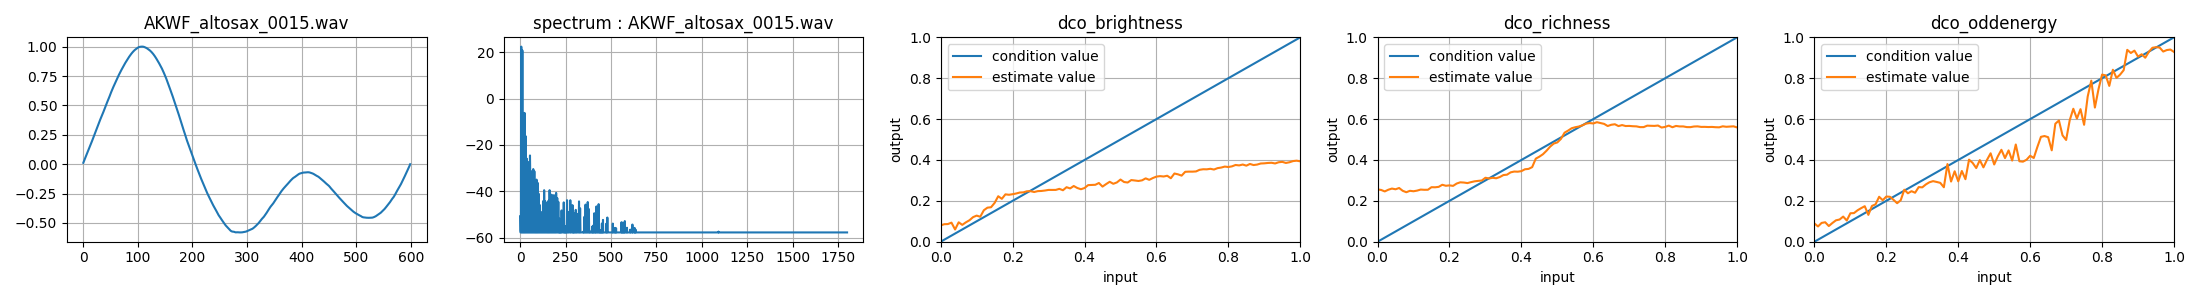 AKWF_altosax_0015.wav
1.00
0.75
0.50
0.25
0.00
−0.25
−0.50
0 100 200 300 400 500 600
spectrum : AKWF_altosax_0015.wav
20
0
−20
−40
−60
0 250 500 750 1000 1250 1500 1750
dco_brightness
condition value
estimate value
output
1.0
0.8
0.6
0.4
0.2
0.0
0.0 0.2 0.4 0.6 0.8 1.0
input
dco_richness
condition value
estimate value
output
1.0
0.8
0.6
0.4
0.2
0.0
0.0 0.2 0.4 0.6 0.8 1.0
input
dco_oddenergy
condition value
estimate value
output
1.0
0.8
0.6
0.4
0.2
0.0
0.0 0.2 0.4 0.6 0.8 1.0
input